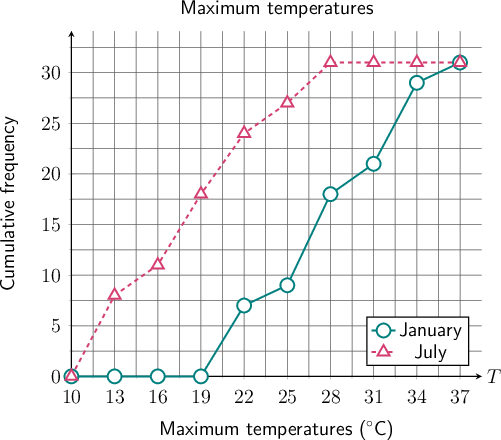 Maximum temperatures
Cumulative frequency
30
25
20
15
10
5
0
10 13 16 19 22 25 28 31 34 37 T
Maximum temperatures (°C)
January
July